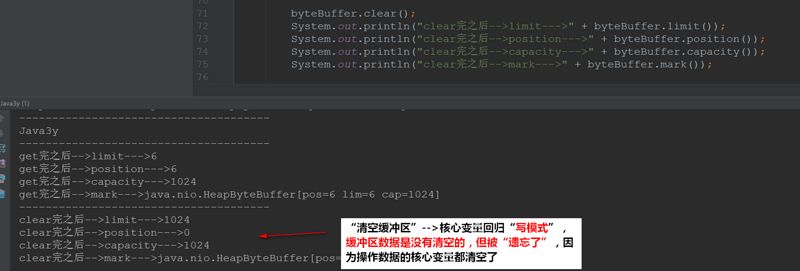 70
71 byteBuffer.clear();
72 System.out.println("clear完之后-->limit--->" + byteBuffer.limit());
73 System.out.println("clear完之后-->position--->" + byteBuffer.position());
74 System.out.println("clear完之后-->capacity--->" + byteBuffer.capacity());
75 System.out.println("clear完之后-->mark--->" + byteBuffer.mark());
76
Java3y (1)
--------------------------------------
Java3y
--------------------------------------
get完之后-->limit--->6
get完之后-->position--->6
get完之后-->capacity--->1024
get完之后-->mark--->java.nio.HeapByteBuffer[pos=6 lim=6 cap=1024]
--------------------------------------
clear完之后-->limit--->1024
clear完之后-->position--->0
clear完之后-->capacity--->1024
clear完之后-->mark--->java.nio.HeapByteBuffer[pos=
“清空缓冲区”-->核心变量回归“写模式”，
缓冲区数据是没有清空的，但被“遗忘了”，因
为操作数据的核心变量都清空了